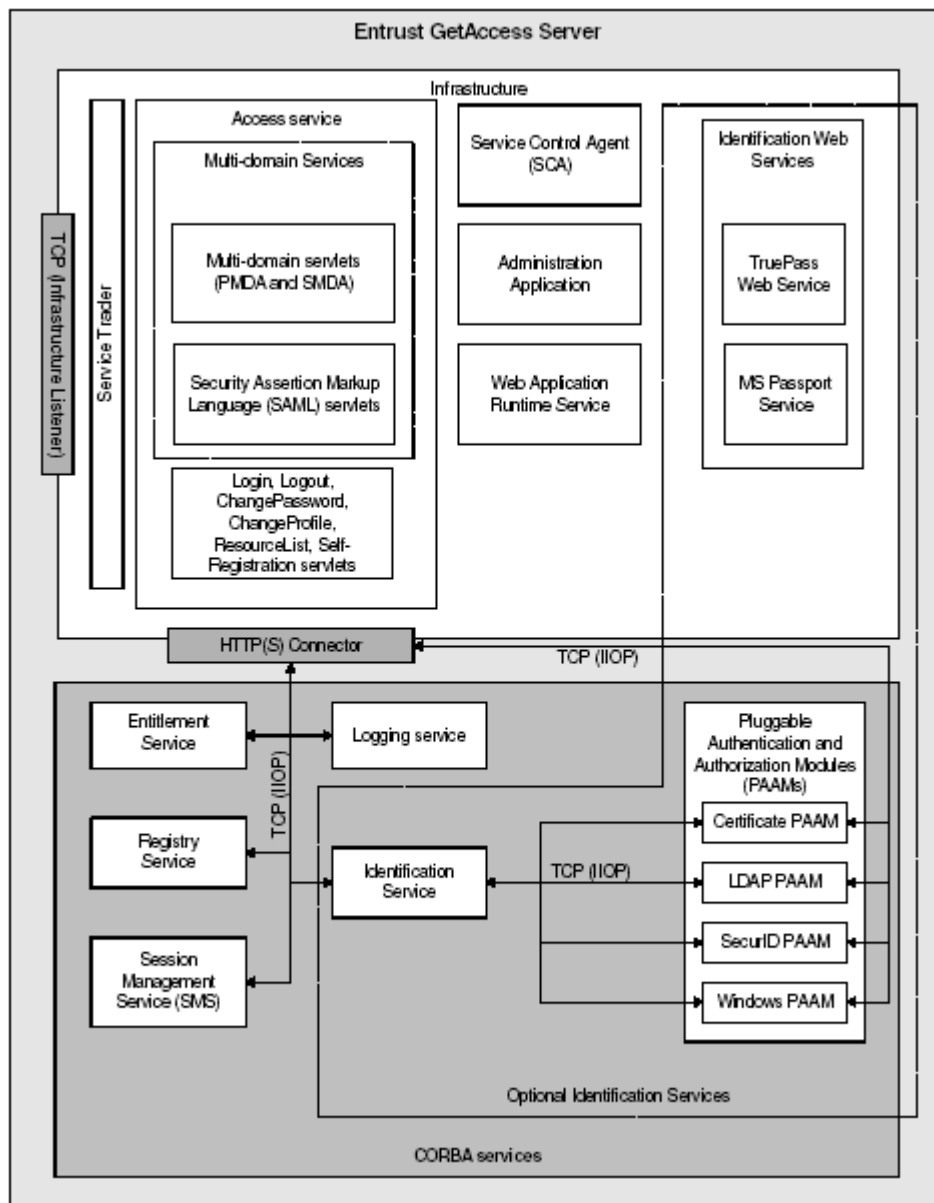 Entrust GetAccess Server
Infrastructure
Access service
Multi-domain Services
Multi-domain servlets
(PMDA and SMDA)
Security Assertion Markup
Language (SAML) servlets
Login, Logout,
ChangePassword,
ChangeProfile,
ResourceList, Self-
Registration servlets
Service Control Agent
(SCA)
Administration
Application
Web Application
Runtime Service
Identification Web
Services
TruePass
Web Service
MS Passport
Service
TCP (Infrastructure Listener)
Service Trader
HTTP(S) Connector
TCP (IIOP)
Entitlement
Service
Logging service
TCP (IIOP)
Registry
Service
Identification
Service
Session
Management
Service (SMS)
TCP (IIOP)
Pluggable
Authentication and
Authorization Modules
(PAAMs)
Certificate PAAM
LDAP PAAM
SecurID PAAM
Windows PAAM
Optional Identification Services
CORBA services